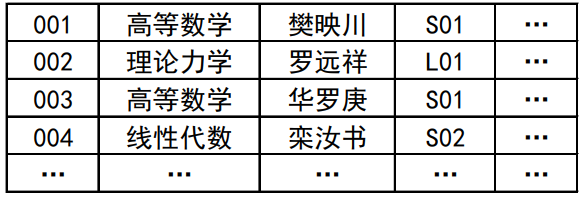 001 高等数学 樊映川 S01 …
002 理论力学 罗远祥 L01 …
003 高等数学 华罗庚 S01 …
004 线性代数 栾汝书 S02 …
… … … … …